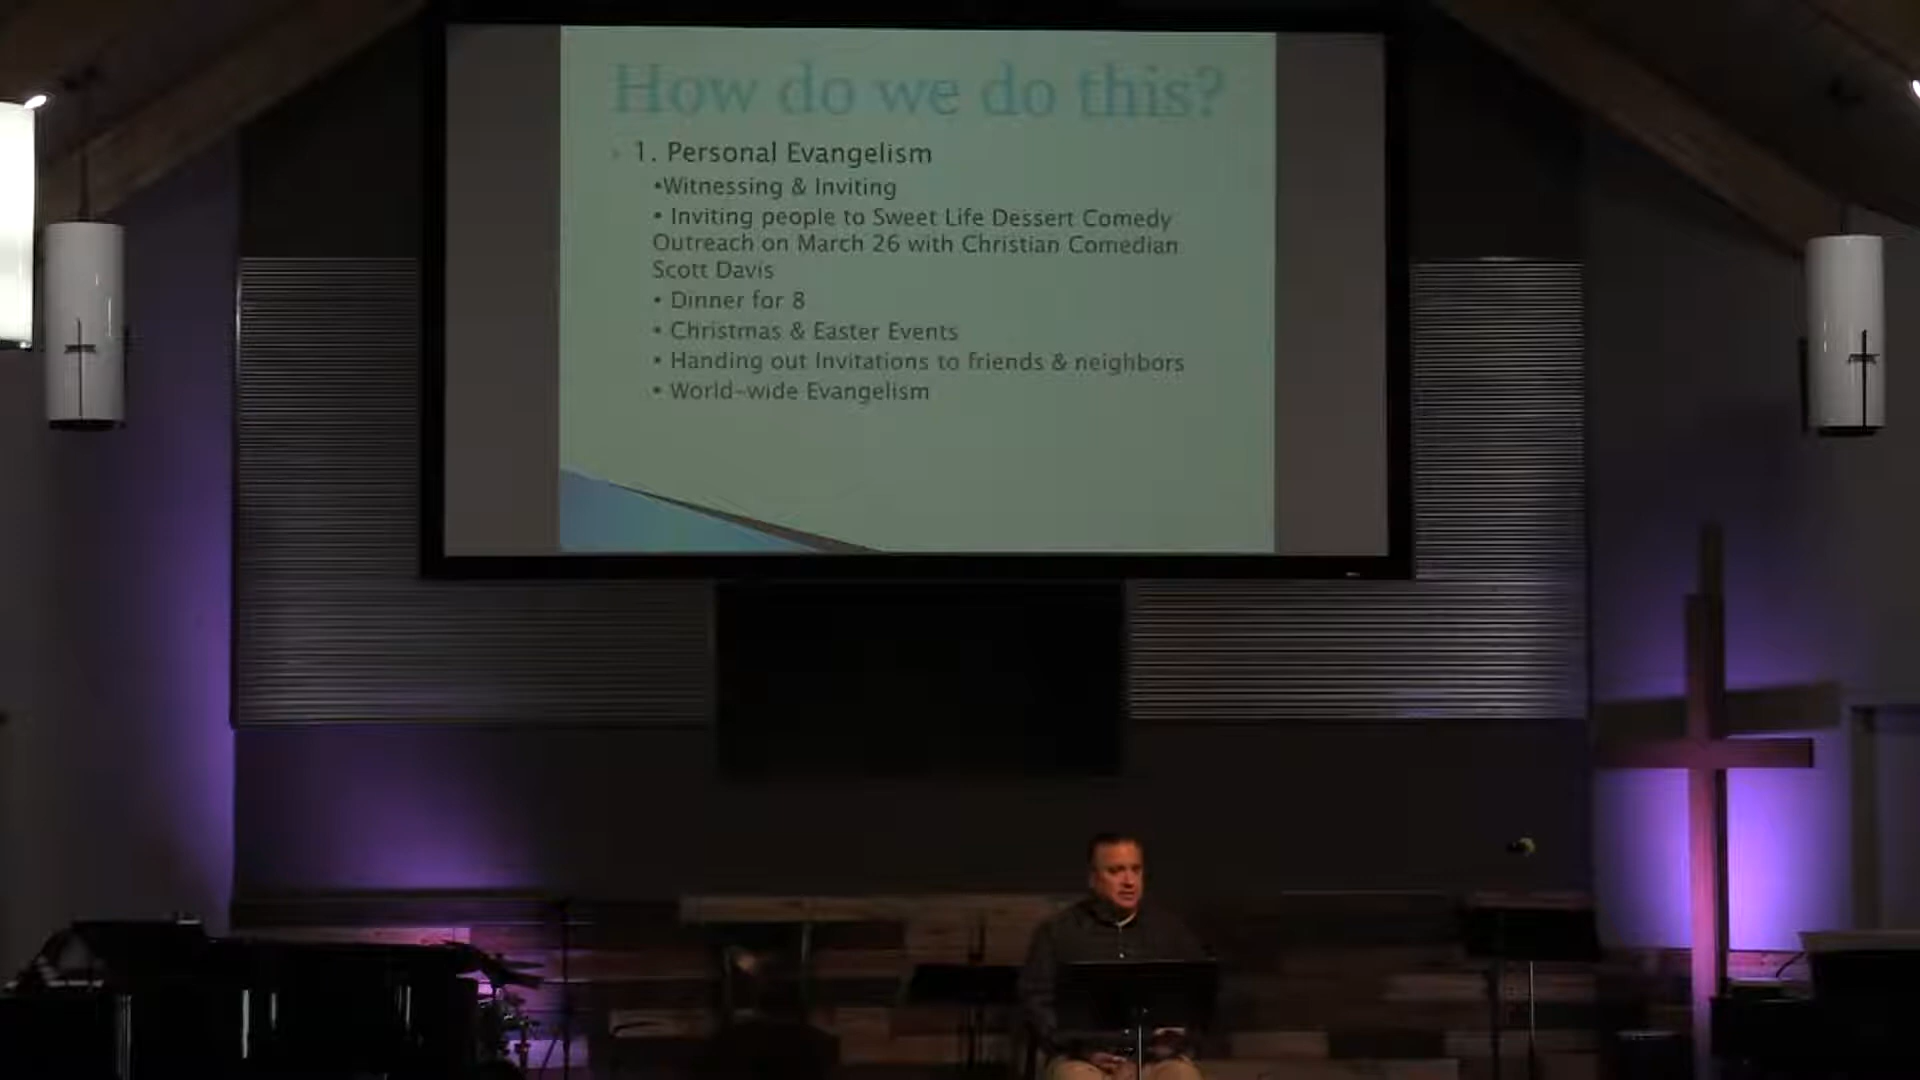 How do we do this?
1. Personal Evangelism
•Witnessing & Inviting
• Inviting people to Sweet Life Dessert Comedy
Outreach on March 26 with Christian Comedian
Scott Davis
• Dinner for 8
• Christmas & Easter Events
• Handing out Invitations to friends & neighbors
• World-wide Evangelism